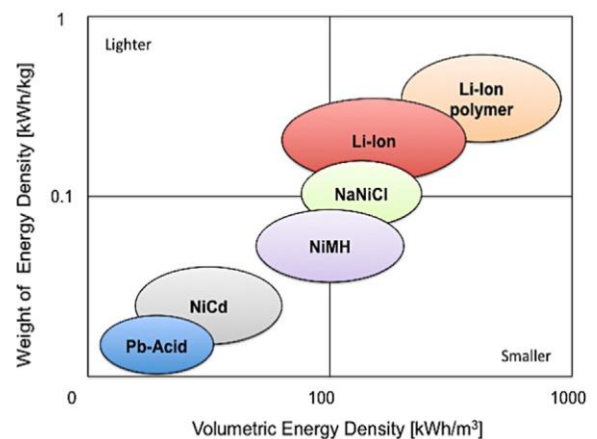 1
Lighter
Li-Ion
polymer
Li-Ion
Weight of Energy Density [kWh/kg]
0.1
NaNiCl
NiMH
NiCd
Pb-Acid
Smaller
0
0
100
1000
Volumetric Energy Density [kWh/m³]